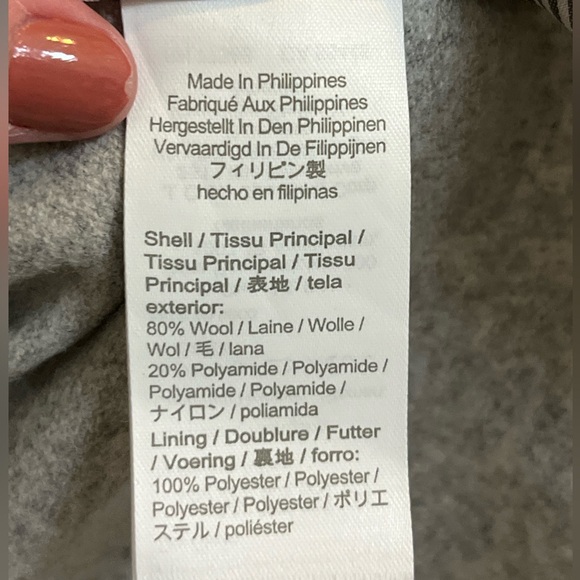 Made In Philippines
Fabriqué Aux Philippines
Hergestellt In Den Philippinen
Vervaardigd In De Filippijnen
フィリピン製
hecho en filipinas
Shell / Tissu Principal /
Tissu Principal / Tissu
Principal / 表地 / tela
exterior:
80% Wool / Laine / Wolle /
Wol / 毛 / lana
20% Polyamide / Polyamide /
Polyamide / Polyamide /
ナイロン / poliamida
Lining / Doublure / Futter
/ Voering / 裏地 / forro:
100% Polyester / Polyester /
Polyester / Polyester / ポリエ
ステル / poliéster